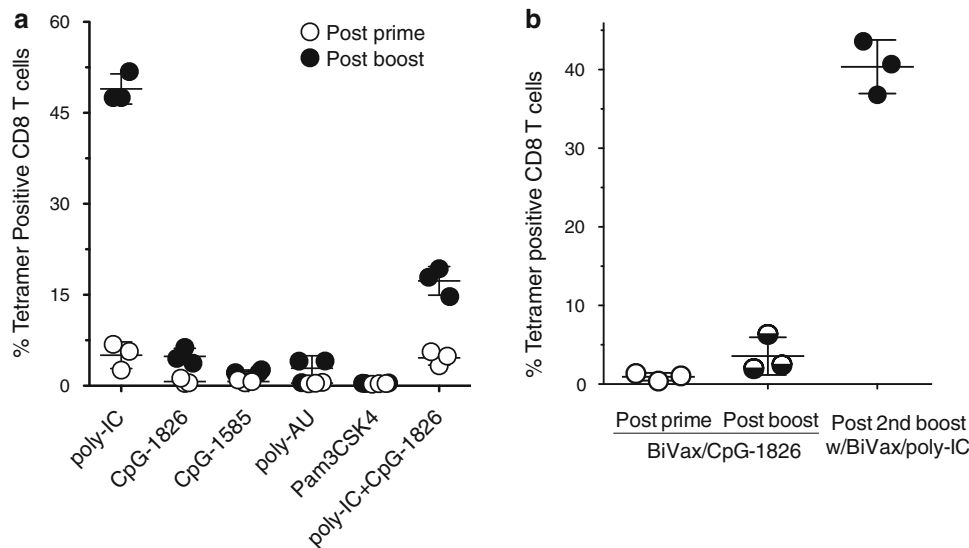 a
% Tetramer Positive CD8 T cells
60
45
30
15
0
Post prime
Post boost
poly-IC
CpG-1826
CpG-1585
poly-AU
Pam3CSK4
poly-IC+CpG-1826
b
% Tetramer positive CD8 T cells
40
30
20
10
0
Post prime
Post boost
BiVax/CpG-1826
Post 2nd boost
w/BiVax/poly-IC